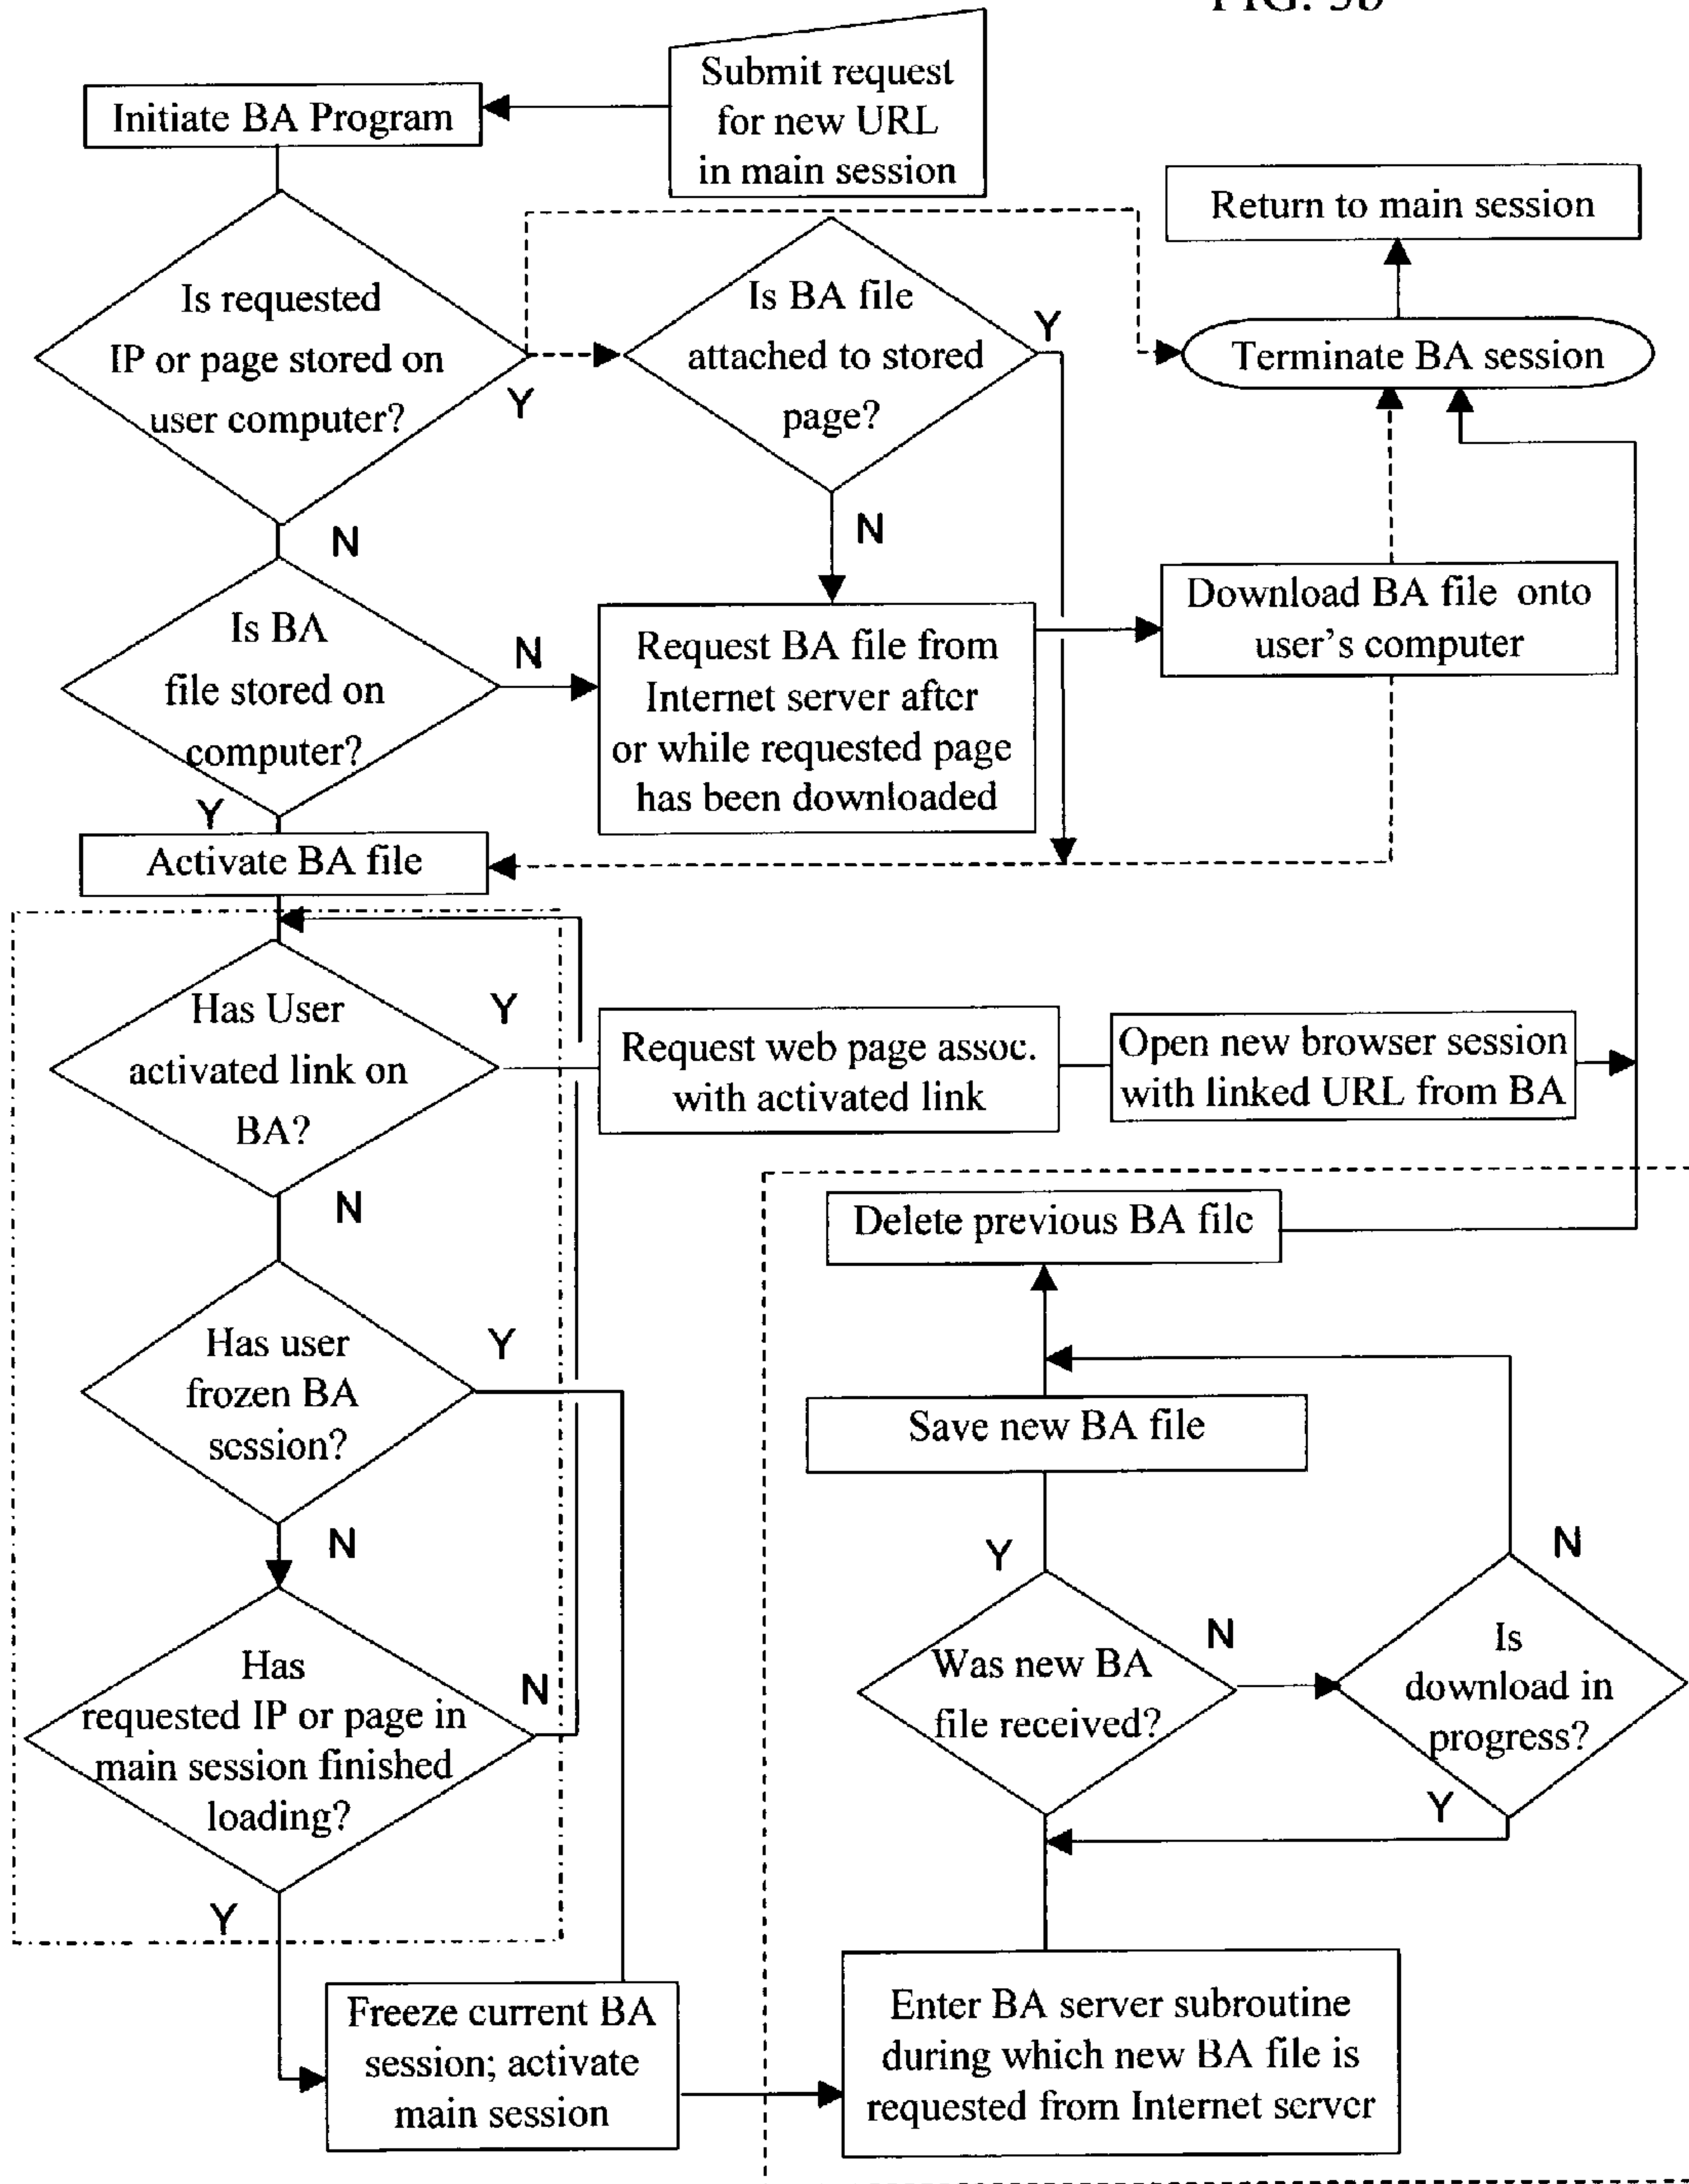 FIG. 3b
Submit request
for new URL
in main session
Initiate BA Program
Return to main session
Is requested
IP or page stored on
user computer?
Y
Is BA file
attached to stored
page?
Y
Terminate BA session
N
N
Is BA
file stored on
computer?
N
Y
Request BA file from
Internet server after
or while requested page
has been downloaded
Download BA file onto
user's computer
Activate BA file
Has User
activated link on
BA?
Y
N
Request web page assoc.
with activated link
Open new browser session
with linked URL from BA
Delete previous BA file
Has user
frozen BA
session?
Y
N
Save new BA file
Y
Was new BA
file received?
N
Is
download in
progress?
N
Y
Has
requested IP or page in
main session finished
loading?
N
Y
Freeze current BA
session; activate
main session
Enter BA server subroutine
during which new BA file is
requested from Internet server